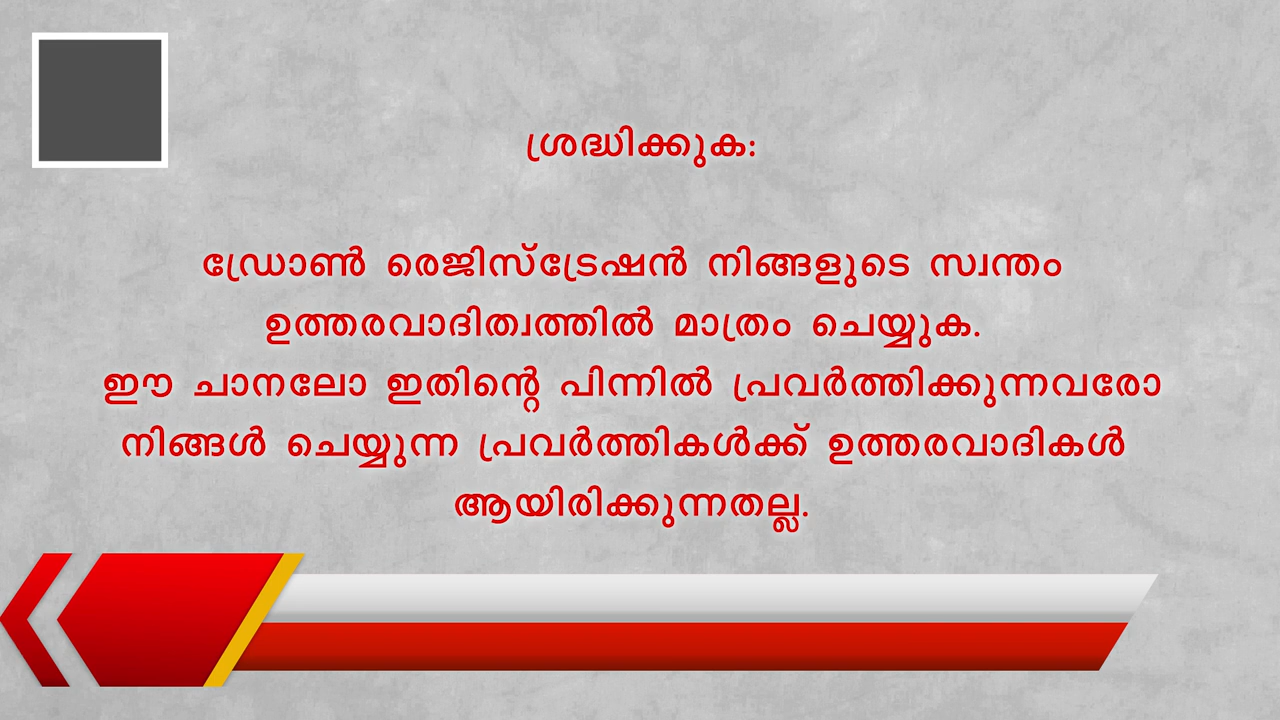 ശ്രദ്ധിക്കുക:
ഡ്രോൺ രെജിസ്ട്രേഷൻ നിങ്ങളുടെ സ്വന്തം
ഉത്തരവാദിത്വത്തിൽ മാത്രം ചെയ്യുക.
ഈ ചാനലോ ഇതിന്റെ പിന്നിൽ പ്രവർത്തിക്കുന്നവരോ
നിങ്ങൾ ചെയ്യുന്ന പ്രവർത്തികൾക്ക് ഉത്തരവാദികൾ
ആയിരിക്കുന്നതല്ല.